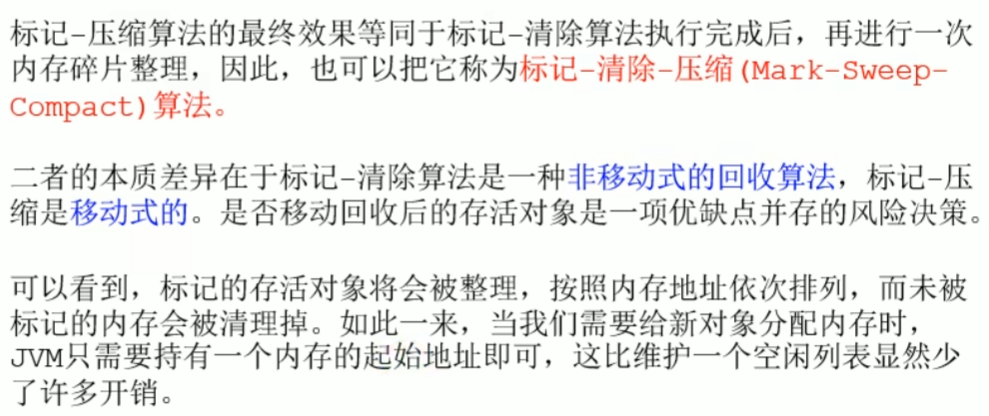 标记-压缩算法的最终效果等同于标记-清除算法执行完成后，再进行一次
内存碎片整理，因此，也可以把它称为标记-清除-压缩(Mark-Sweep-
Compact)算法。
二者的本质差异在于标记-清除算法是一种非移动式的回收算法，标记-压
缩是移动式的。是否移动回收后的存活对象是一项优缺点并存的风险决策。
可以看到，标记的存活对象将会被整理，按照内存地址依次排列，而未被
标记的内存会被清理掉。如此一来，当我们需要给新对象分配内存时，
JVM只需要持有一个内存的起始地址即可，这比维护一个空闲列表显然少
了许多开销。